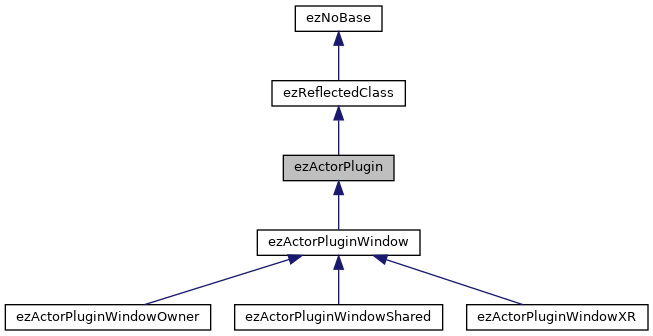 ezNoBase
ezReflectedClass
ezActorPlugin
ezActorPluginWindow
ezActorPluginWindowOwner
ezActorPluginWindowShared
ezActorPluginWindowXR